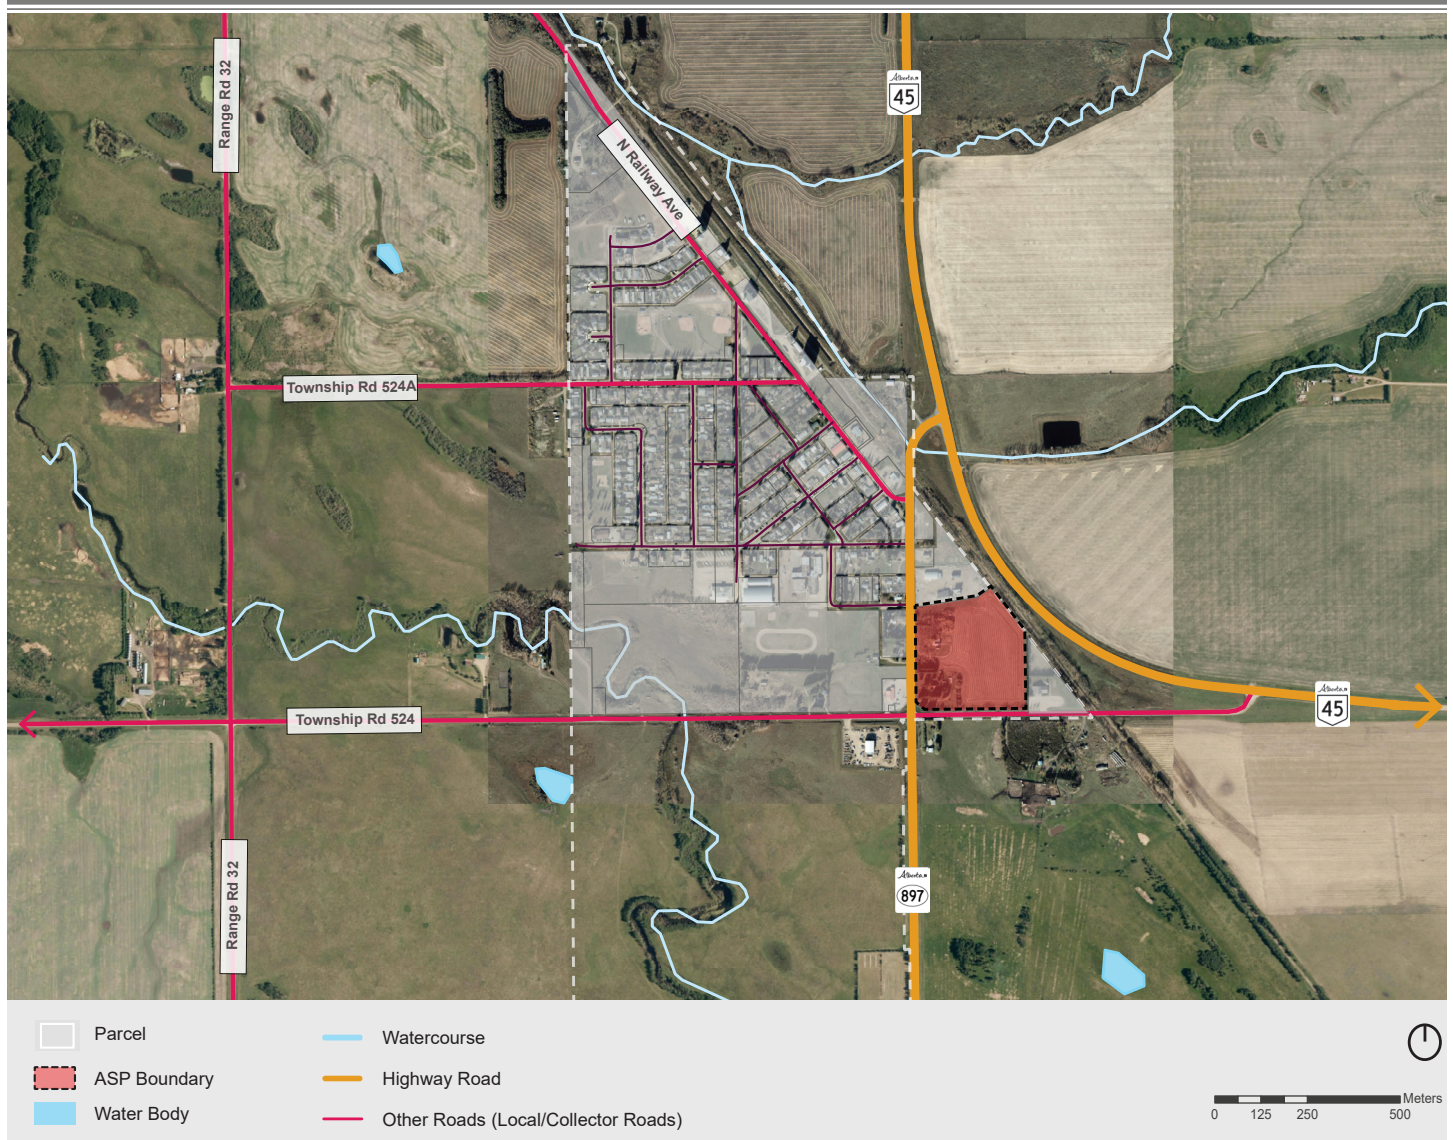 Range Rd 32
Alberta
45
N Railway Ave
Township Rd 524A
Township Rd 524
Alberta
45
Range Rd 32
Alberta
897
Parcel
ASP Boundary
Water Body
Watercourse
Highway Road
Other Roads (Local/Collector Roads)
Meters
0 125 250 500